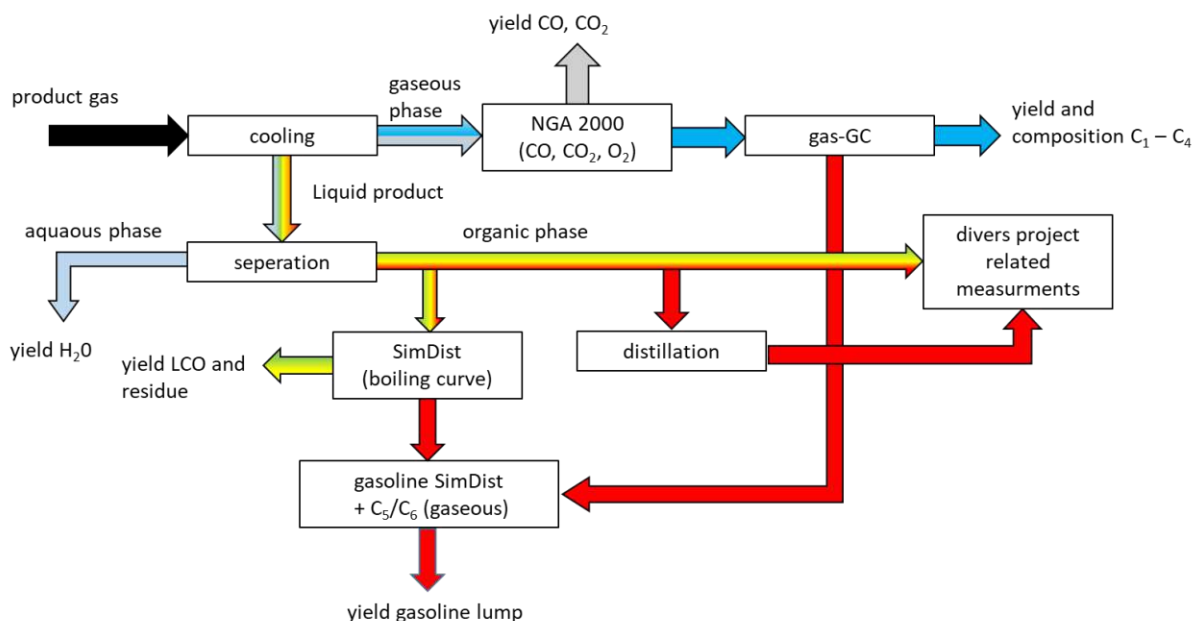 yield CO, CO₂
product gas
gaseous
phase
cooling
NGA 2000
(CO, CO₂, O₂)
gas-GC
yield and
composition C₁ – C₄
Liquid product
aquaous phase
seperation
organic phase
divers project
related
measurments
yield H₂0
SimDist
(boiling curve)
yield LCO and
residue
distillation
gasoline SimDist
+ C₅/C₆ (gaseous)
yield gasoline lump